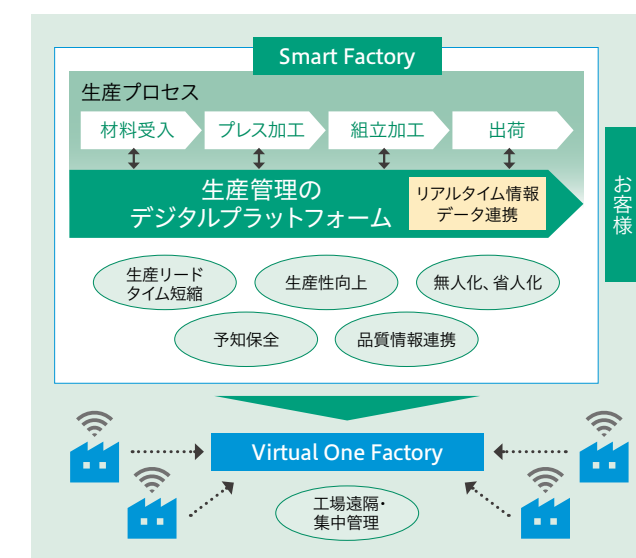 Smart Factory
生産プロセス
材料受入
プレス加工
組立加工
出荷
生産管理の
デジタルプラットフォーム
リアルタイム情報
データ連携
お客様
生産リード
タイム短縮
生産性向上
無人化、省人化
予知保全
品質情報連携
Virtual One Factory
工場遠隔・
集中管理